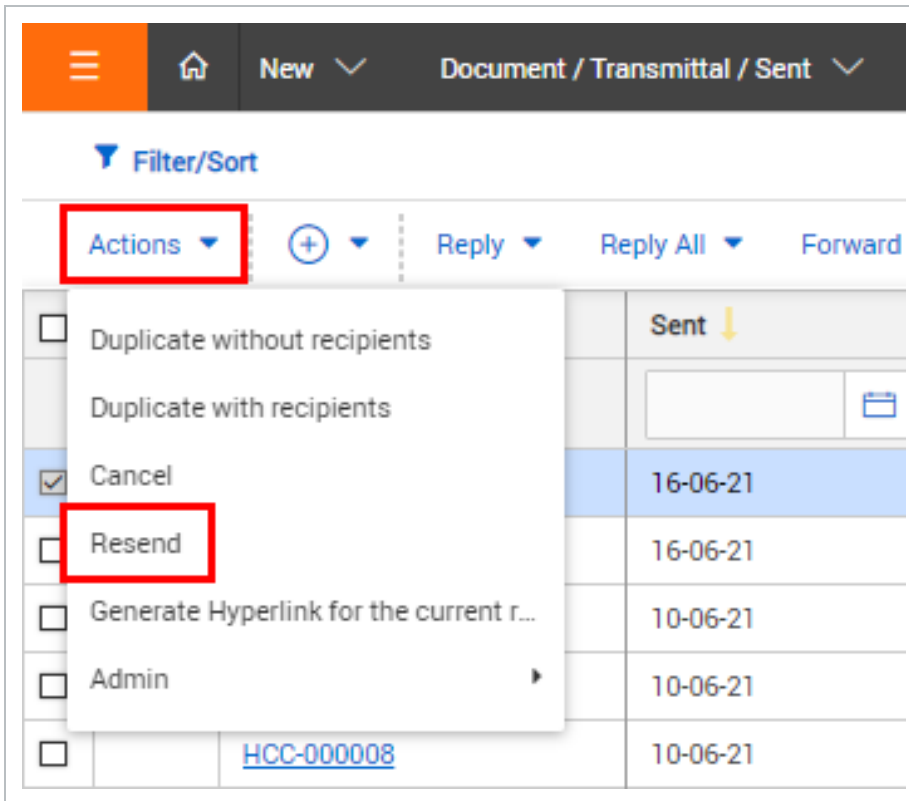 New
Document / Transmittal / Sent
Filter/Sort
Actions
Reply
Reply All
Forward
Sent
Duplicate without recipients
Duplicate with recipients
Cancel
16-06-21
Resend
16-06-21
Generate Hyperlink for the current r...
10-06-21
Admin
10-06-21
HCC-000008
10-06-21